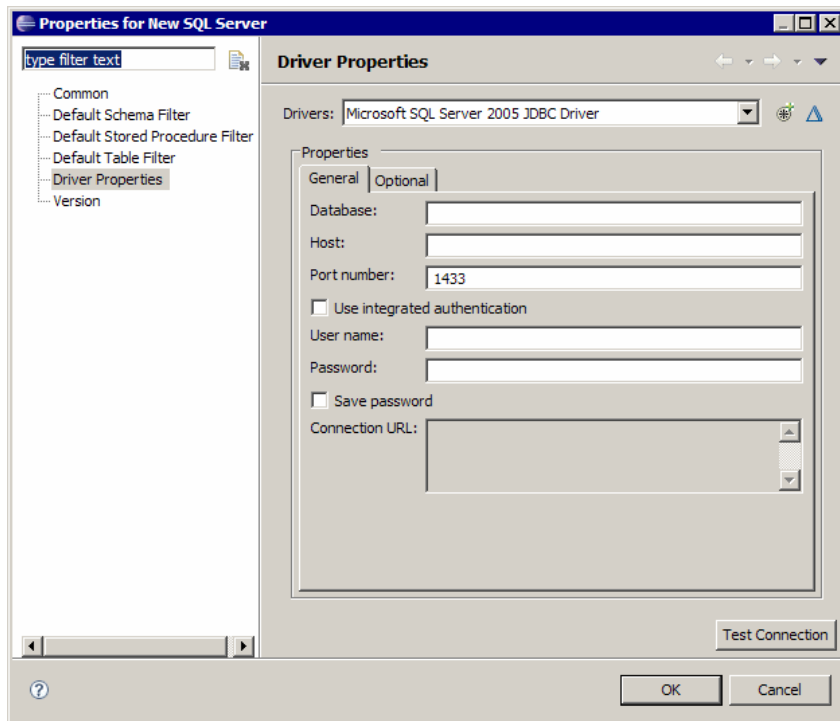 Properties for New SQL Server
type filter text
Common
Default Schema Filter
Default Stored Procedure Filter
Default Table Filter
Driver Properties
Version
Driver Properties
Drivers: Microsoft SQL Server 2005 JDBC Driver
Properties
General Optional
Database:
Host:
Port number: 1433
Use integrated authentication
User name:
Password:
Save password
Connection URL:
Test Connection
OK Cancel